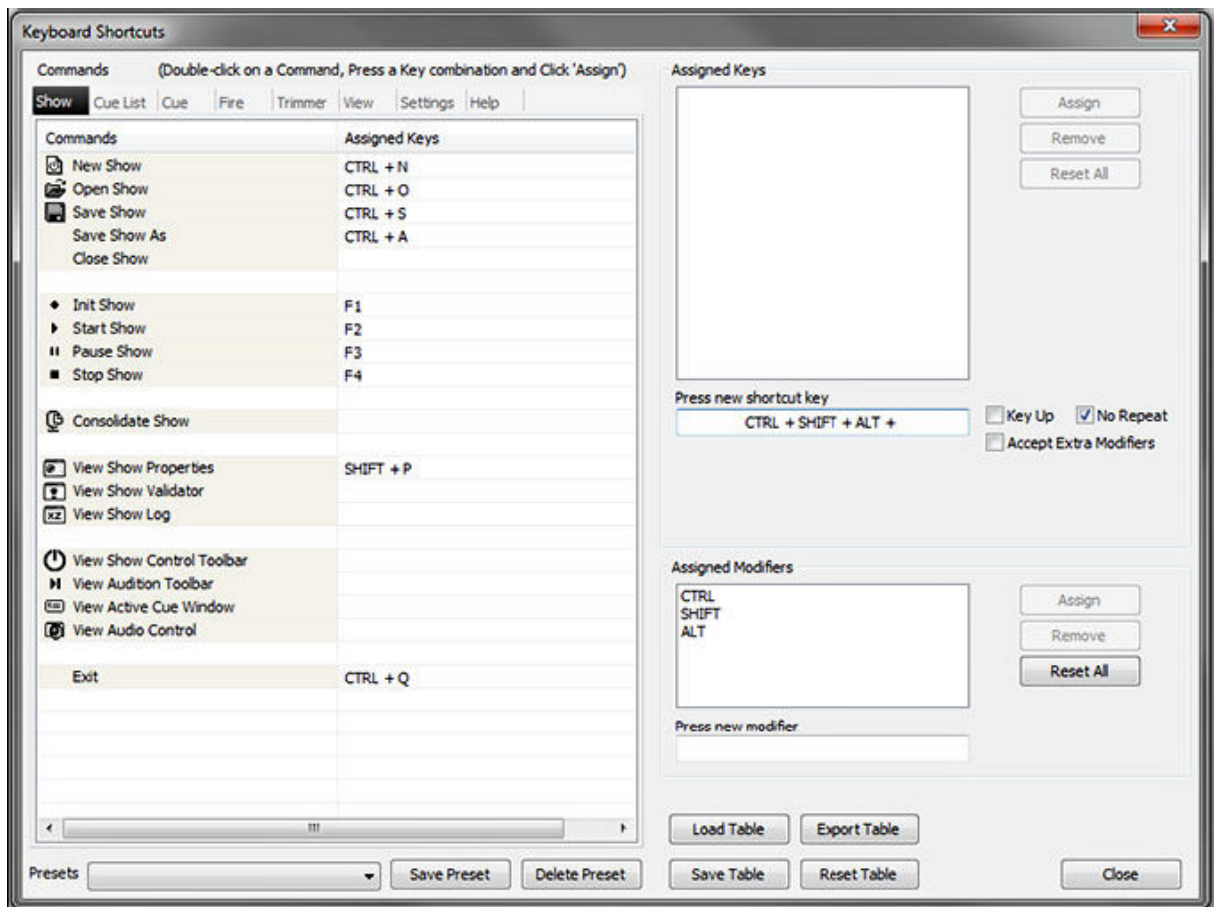 Keyboard Shortcuts
Commands (Double-click on a Command, Press a Key combination and Click 'Assign')
Show Cue List Cue Fire Trimmer View Settings Help
Commands Assigned Keys
New Show CTRL + N
Open Show CTRL + O
Save Show CTRL + S
Save Show As CTRL + A
Close Show
Init Show F1
Start Show F2
Pause Show F3
Stop Show F4
Consolidate Show
View Show Properties SHIFT + P
View Show Validator
View Show Log
View Show Control Toolbar
View Audition Toolbar
View Active Cue Window
View Audio Control
Exit CTRL + Q
Presets
Save Preset
Delete Preset
Assigned Keys
Assign
Remove
Reset All
Press new shortcut key
CTRL + SHIFT + ALT +
Key Up No Repeat
Accept Extra Modifiers
Assigned Modifiers
CTRL
SHIFT
ALT
Assign
Remove
Reset All
Press new modifier
Load Table Export Table
Save Table Reset Table Close